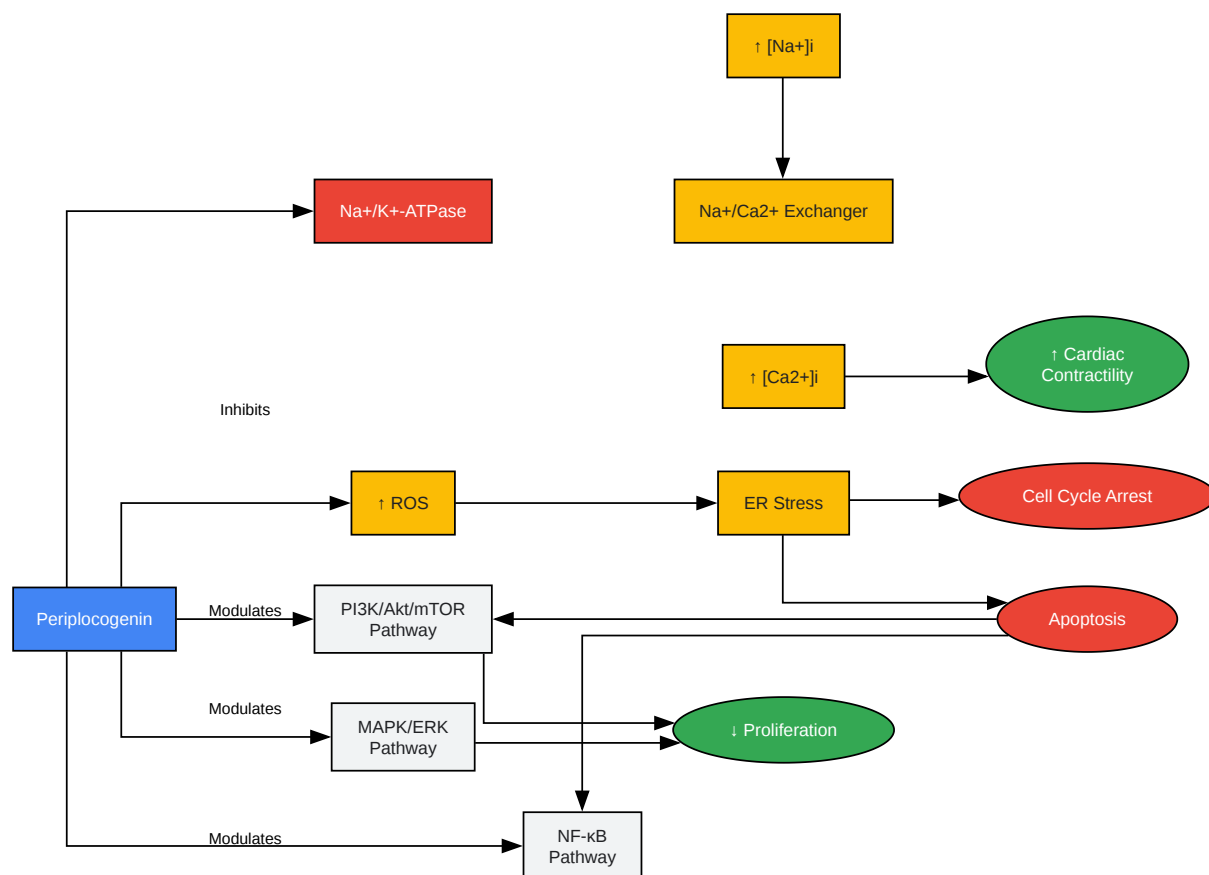 ↑ [Na+]i
Na+/K+-ATPase
Na+/Ca2+ Exchanger
↑ Cardiac
Contractility
↑ [Ca2+]i
Inhibits
↑ ROS
ER Stress
Cell Cycle Arrest
Periplocogenin
Modulates
PI3K/Akt/mTOR
Pathway
Apoptosis
Modulates
MAPK/ERK
Pathway
↓ Proliferation
Modulates
NF-κB
Pathway